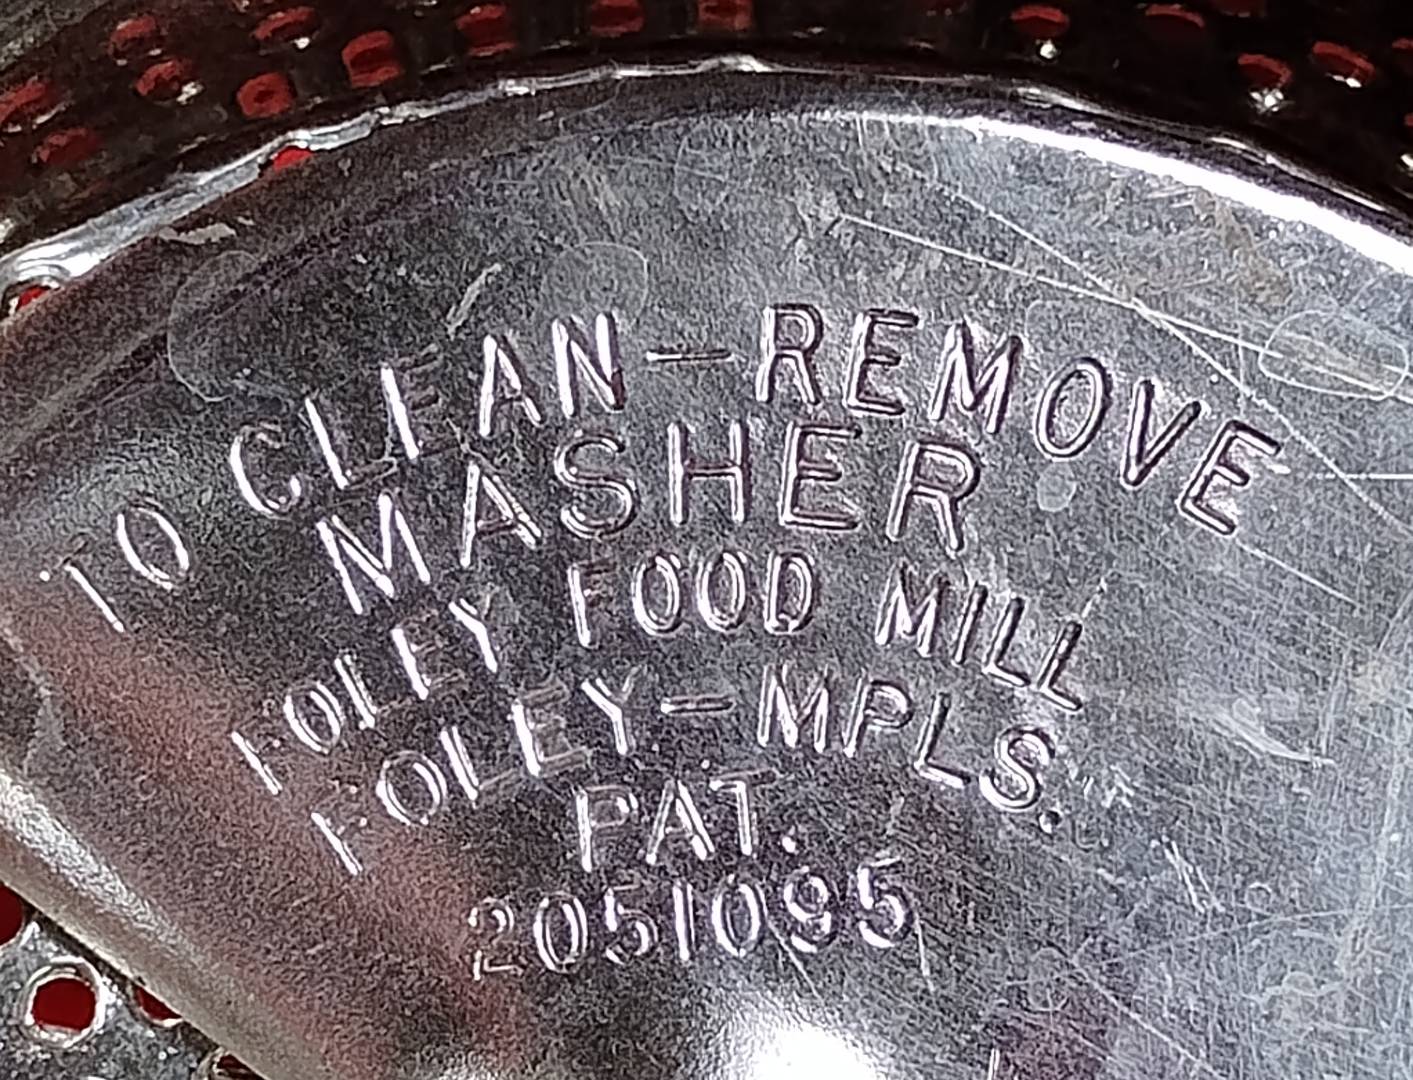 TO CLEAN-REMOVE
MASHER
FOLEY FOOD MILL
FOLEY-MPLS.
PAT.
2051095